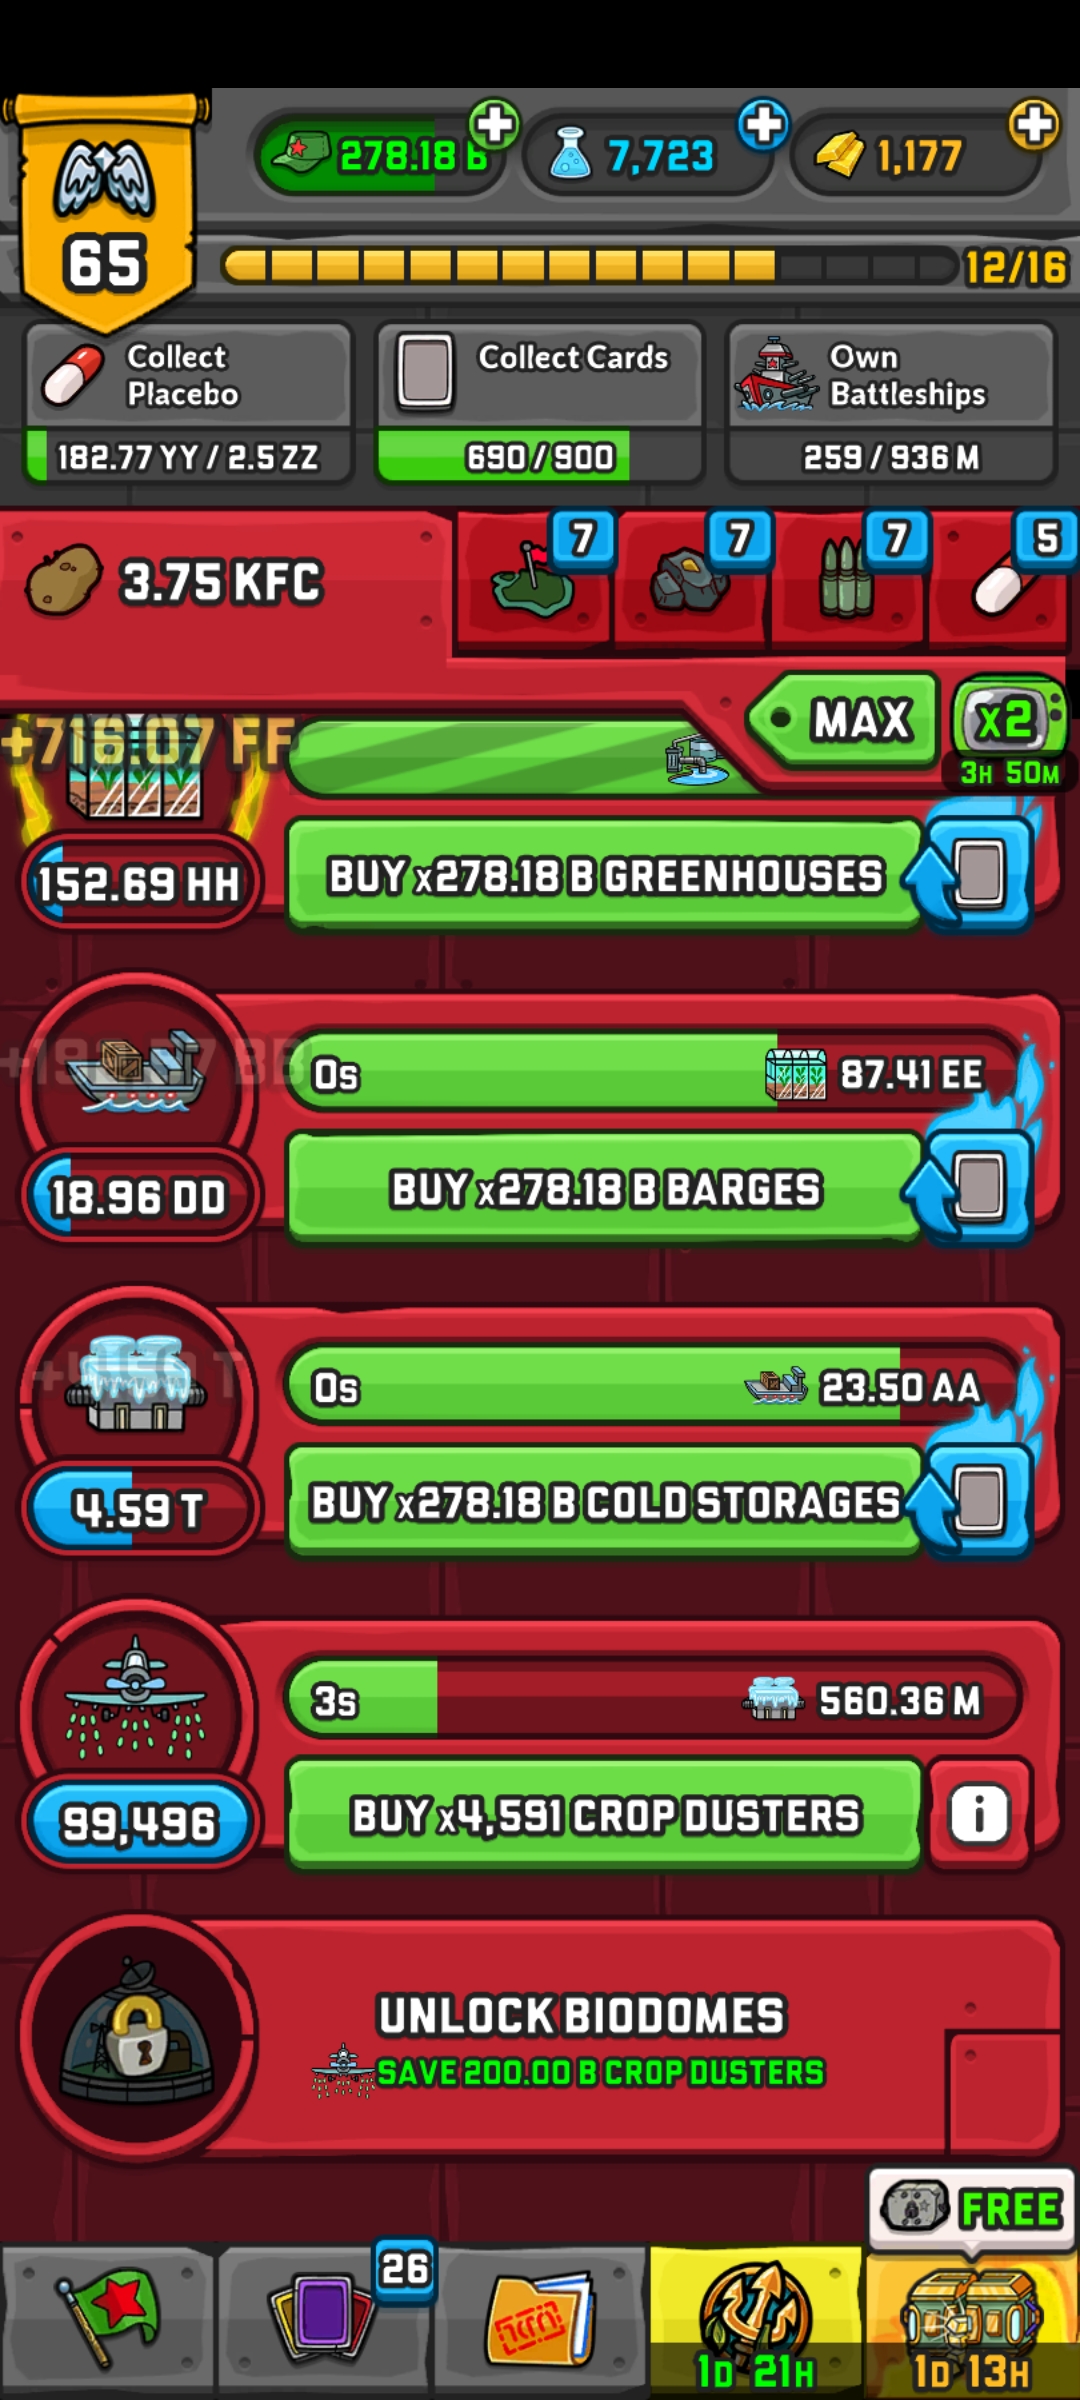 65
278.18 B
7,723
1,177
12/16
Collect
Placebo
182.77 YY / 2.5 ZZ
Collect Cards
690 / 900
Own
Battleships
259 / 936 M
3.75 KFC
7
7
7
5
MAX
x2
3H 50M
+716.07 FF
152.69 HH
BUY x278.18 B GREENHOUSES
0s
87.41 EE
18.96 DD
BUY x278.18 B BARGES
0s
23.50 AA
4.59 T
BUY x278.18 B COLD STORAGES
3s
560.36 M
99,496
BUY x4,591 CROP DUSTERS
i
UNLOCK BIODOMES
SAVE 200.00 B CROP DUSTERS
FREE
26
1D 21H
1D 13H